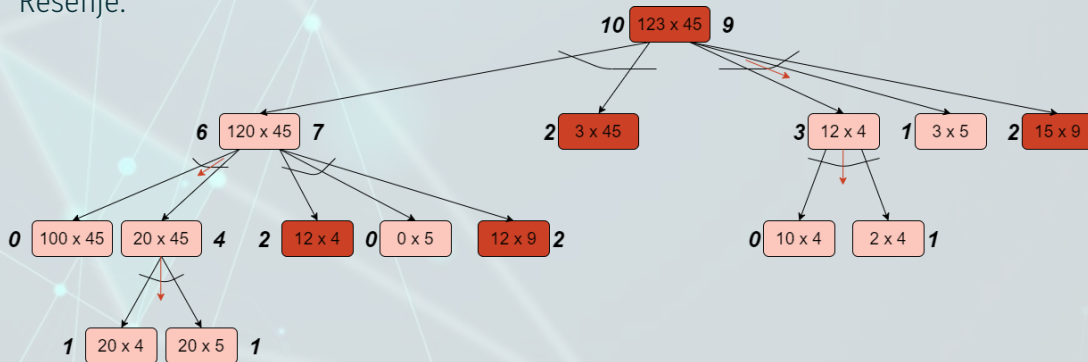 Rešenje:
10 123 x 45 9
6 120 x 45 7
2 3 x 45
3 12 x 4
1 3 x 5
2 15 x 9
0 100 x 45
20 x 45 4
2 12 x 4
0 0 x 5
12 x 9 2
0 10 x 4
2 x 4 1
1 20 x 4
20 x 5 1